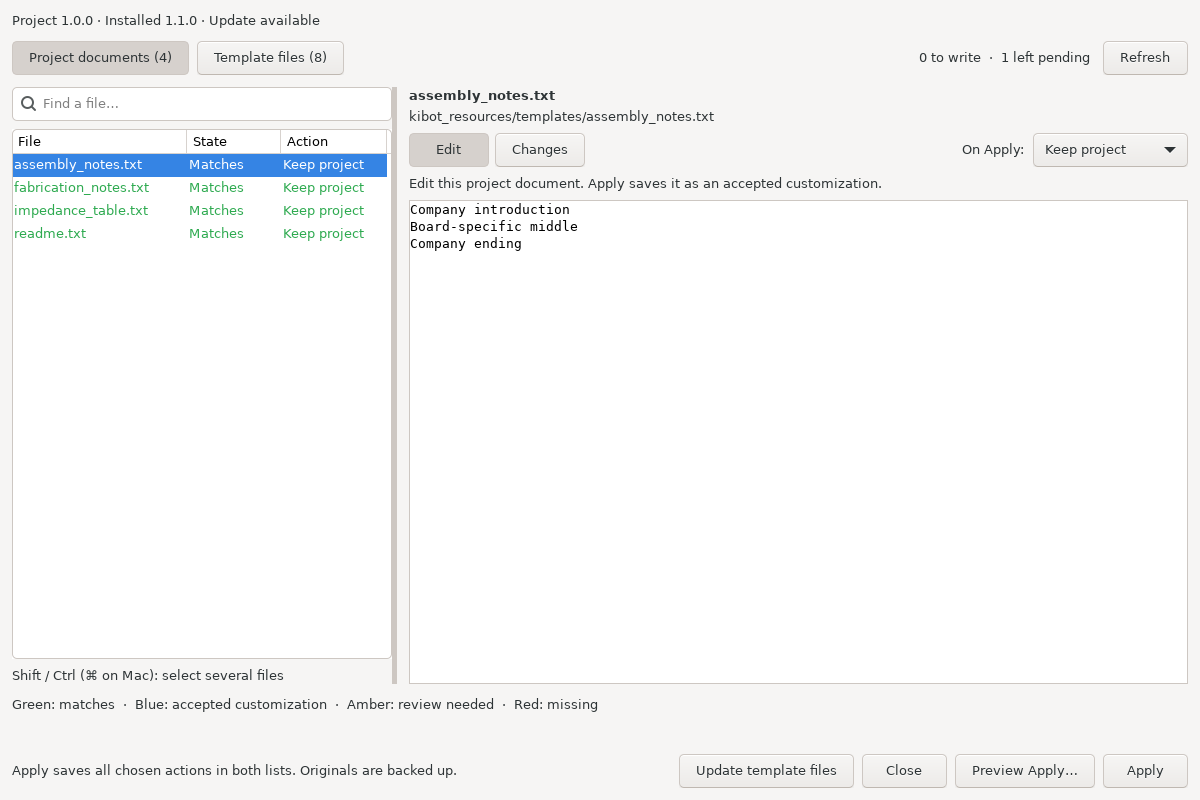 Project 1.0.0 · Installed 1.1.0 · Update available
Project documents (4)
Template files (8)
0 to write · 1 left pending
Refresh
Find a file...
File State Action
assembly_notes.txt Matches Keep project
fabrication_notes.txt Matches Keep project
impedance_table.txt Matches Keep project
readme.txt Matches Keep project
Shift / Ctrl (⌘ on Mac): select several files
assembly_notes.txt
kibot_resources/templates/assembly_notes.txt
Edit
Changes
On Apply: Keep project
Edit this project document. Apply saves it as an accepted customization.
Company introduction
Board-specific middle
Company ending
Green: matches · Blue: accepted customization · Amber: review needed · Red: missing
Apply saves all chosen actions in both lists. Originals are backed up.
Update template files
Close
Preview Apply...
Apply